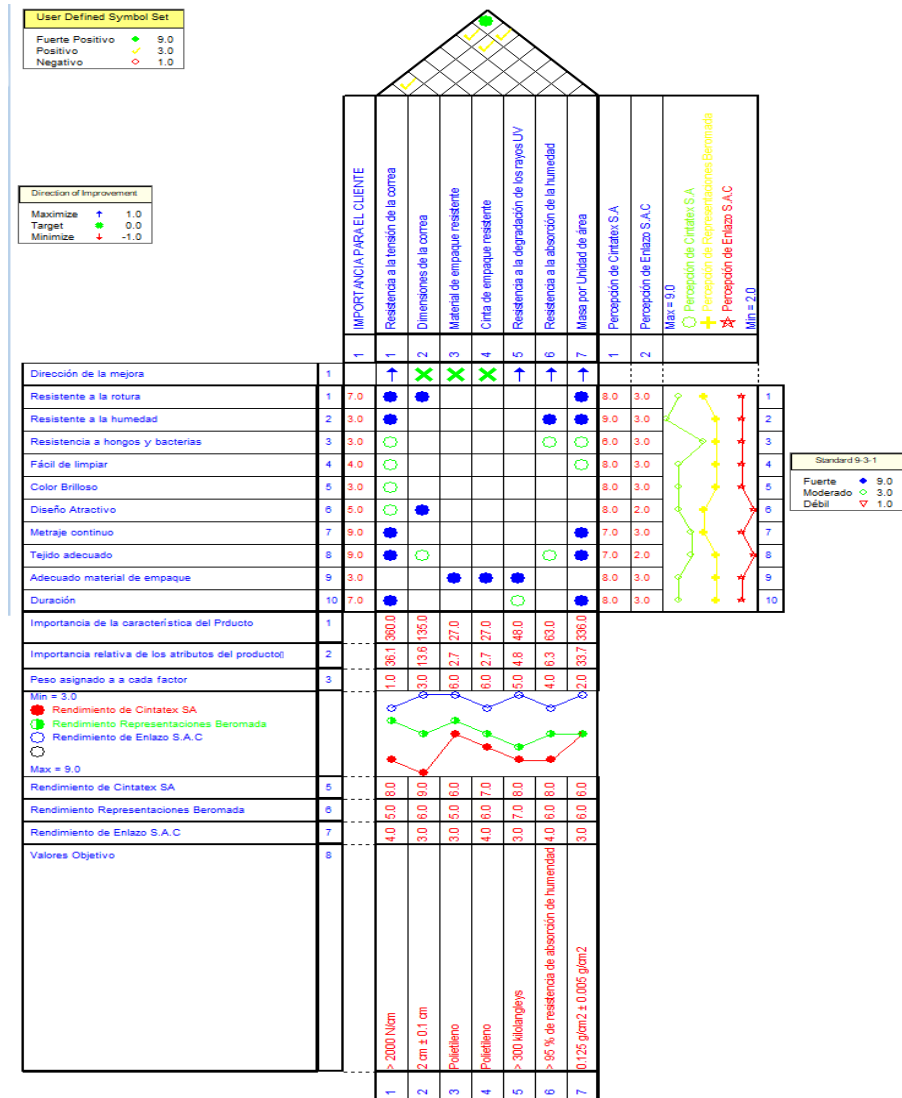 User Defined Symbol Set
Fuerte Positivo 9.0
Positivo 3.0
Negativo 1.0
Direction of Improvement
Maximize 1.0
Target 0.0
Minimize -1.0
IMPORTANCIA PARA EL CLIENTE
Resistencia a la tensión de la correa
Dimensiones de la correa
Material de empaque resistente
Cinta de empaque resistente
Resistencia a la degradación de los rayos UV
Resistencia a la absorción de la humedad
Masa por Unidad de área
Percepción de Cintatex S.A
Percepción de Enlazo S.A.C
Max = 9.0
Percepción de Cintatex S.A
Percepción de Representaciones Beromada
Percepción de Enlazo S.A.C
Min = 2.0
1 1 2 3 4 5 6 7 1 2
Dirección de la mejora 1
Resistente a la rotura 1 7.0 8.0 3.0 1
Resistente a la humedad 2 3.0 9.0 3.0 2
Resistencia a hongos y bacterias 3 3.0 6.0 3.0 3
Fácil de limpiar 4 4.0 8.0 3.0 4
Color Brilloso 5 3.0 8.0 3.0 5
Diseño Atractivo 6 5.0 8.0 2.0 6
Metraje continuo 7 9.0 7.0 3.0 7
Tejido adecuado 8 9.0 7.0 2.0 8
Adecuado material de empaque 9 3.0 8.0 3.0 9
Duración 10 7.0 8.0 3.0 10
Standard 9-3-1
Fuerte 9.0
Moderado 3.0
Débil 1.0
Importancia de la característica del Prducto 1 360.0 135.0 27.0 27.0 48.0 63.0 336.0
Importancia relativa de los atributos del producto 2 36.1 13.6 2.7 2.7 4.8 6.3 33.7
Peso asignado a a cada factor 3 1.0 3.0 6.0 6.0 5.0 4.0 2.0
Min = 3.0
Rendimiento de Cintatex SA
Rendimiento Representaciones Beromada
Rendimiento de Enlazo S.A.C
Max = 9.0
Rendimiento de Cintatex SA 5 8.0 9.0 6.0 7.0 8.0 8.0 6.0
Rendimiento Representaciones Beromada 6 5.0 6.0 5.0 6.0 7.0 6.0 6.0
Rendimiento de Enlazo S.A.C 7 4.0 3.0 3.0 4.0 3.0 4.0 3.0
Valores Objetivo 8
> 2000 N/cm
2 cm ± 0.1 cm
Polietileno
Polietileno
> 300 kilolangleys
> 95 % de resistencia de absorción de humendad
0.125 g/cm2 ± 0.005 g/cm2
1 2 3 4 5 6 7